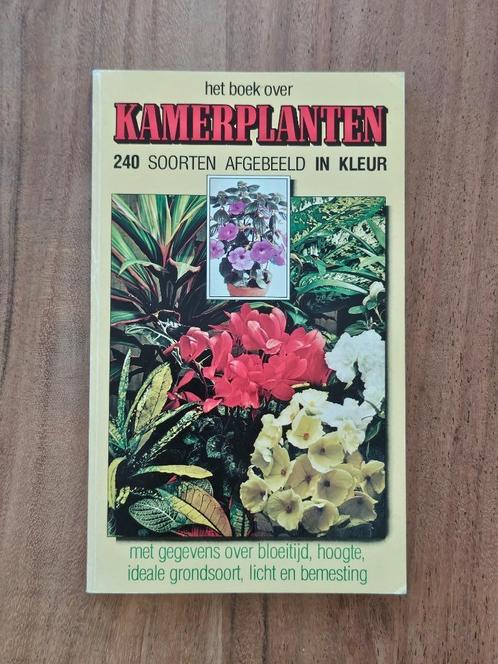 het boek over
KAMERPLANTEN
240 SOORTEN AFGEBEELD IN KLEUR
met gegevens over bloeitijd, hoogte,
ideale grondsoort, licht en bemesting